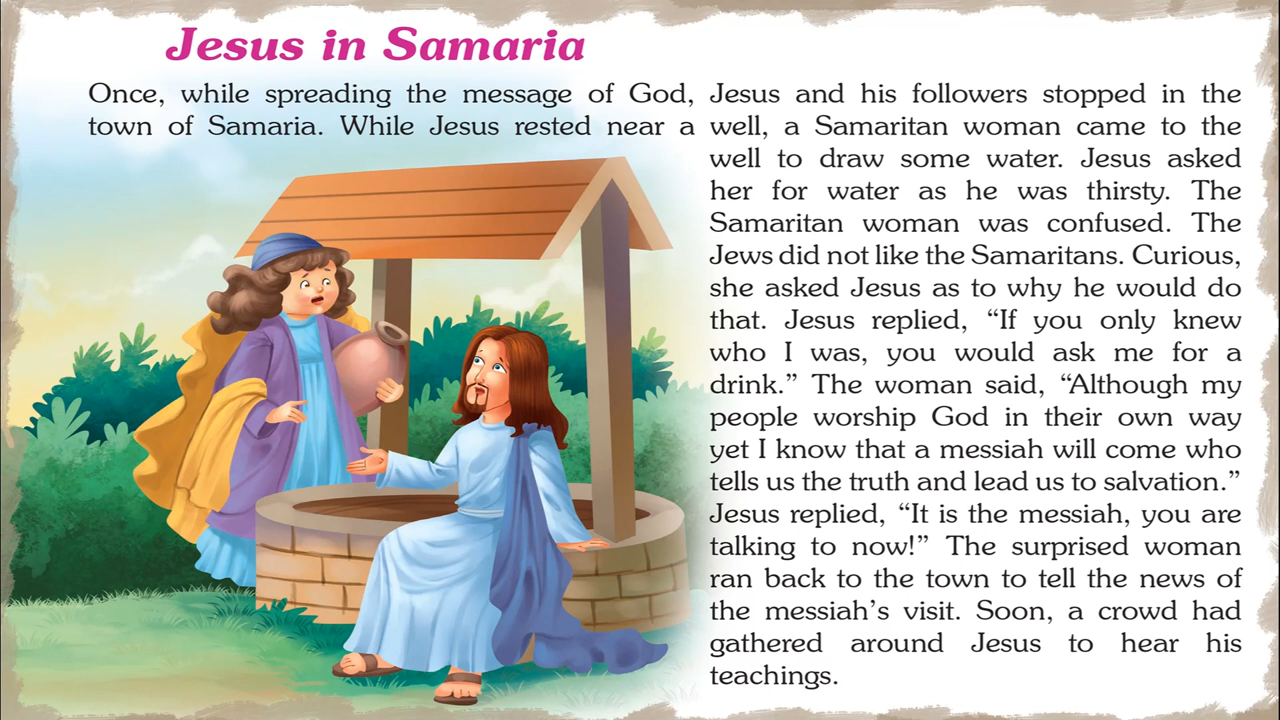 Jesus in Samaria
Once, while spreading the message of God, Jesus and his followers stopped in the
town of Samaria. While Jesus rested near a well, a Samaritan woman came to the
well to draw some water. Jesus asked
her for water as he was thirsty. The
Samaritan woman was confused. The
Jews did not like the Samaritans. Curious,
she asked Jesus as to why he would do
that. Jesus replied, “If you only knew
who I was, you would ask me for a
drink.” The woman said, “Although my
people worship God in their own way
yet I know that a messiah will come who
tells us the truth and lead us to salvation.”
Jesus replied, “It is the messiah, you are
talking to now!” The surprised woman
ran back to the town to tell the news of
the messiah’s visit. Soon, a crowd had
gathered around Jesus to hear his
teachings.